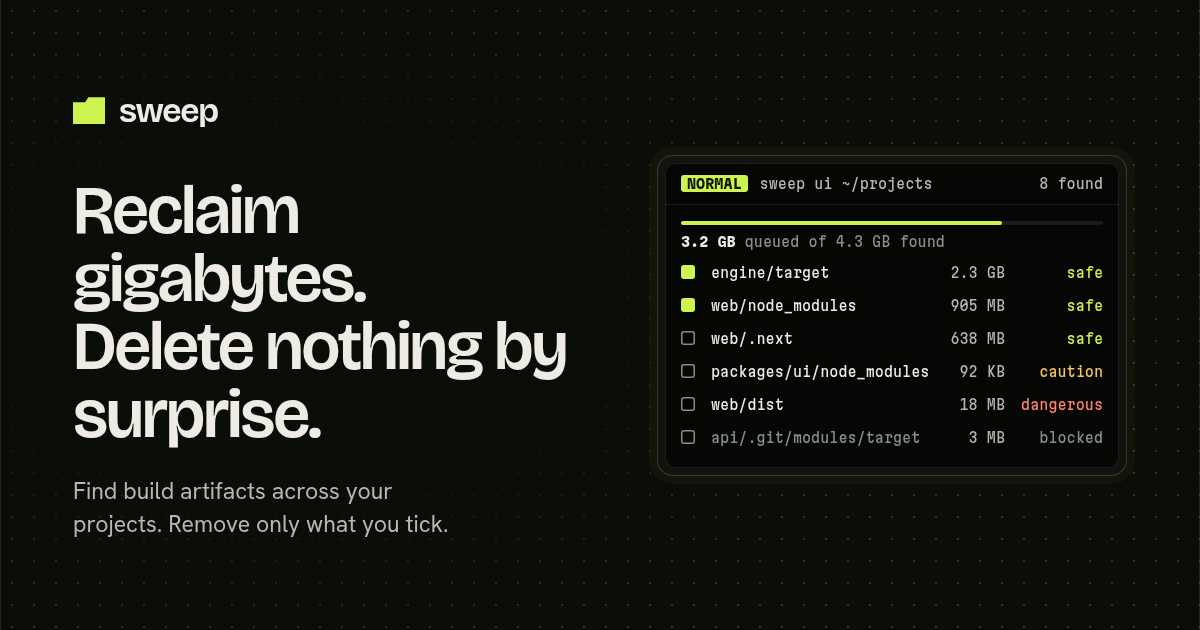 sweep
Reclaim
gigabytes.
Delete nothing by
surprise.
Find build artifacts across your
projects. Remove only what you tick.
NORMAL sweep ui ~/projects 8 found
3.2 GB queued of 4.3 GB found
engine/target 2.3 GB safe
web/node_modules 905 MB safe
web/.next 638 MB safe
packages/ui/node_modules 92 KB caution
web/dist 18 MB dangerous
api/.git/modules/target 3 MB blocked